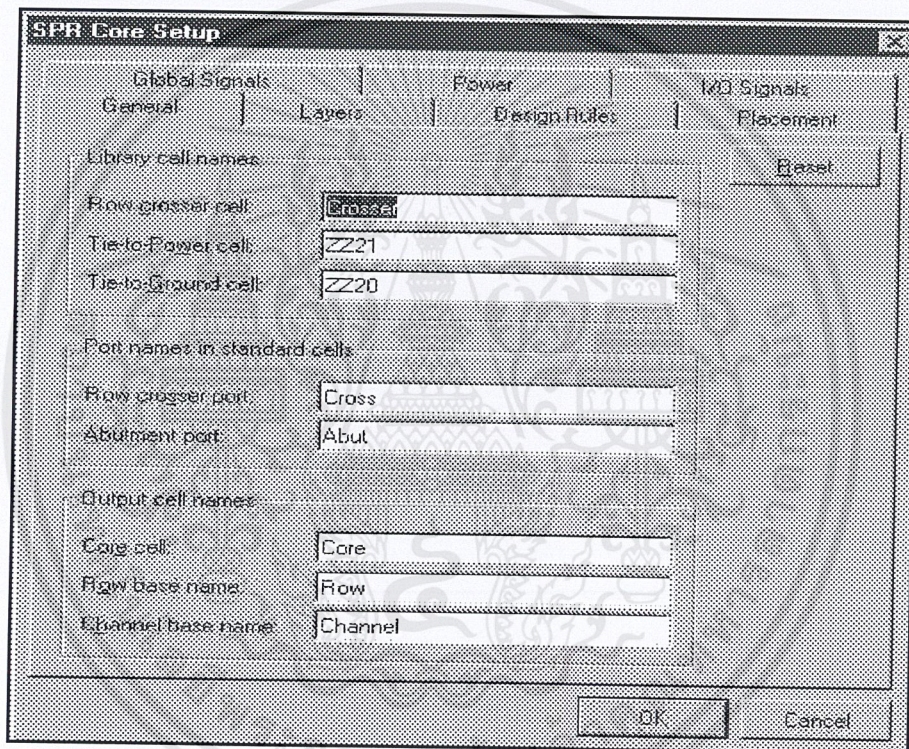 SPR Core Setup
Global Signals Power I/O Signals
General Layers Design Rules Placement
Library cell names:
Reset
Row crosser cell: Crosser
Tie-to-Power cell: ZZ21
Tie-to-Ground cell: ZZ20
Port names in standard cells
Row crosser port: Cross
Abutment port: Abut
Output cell names:
Core cell: Core
Row base name: Row
Channel base name: Channel
OK Cancel